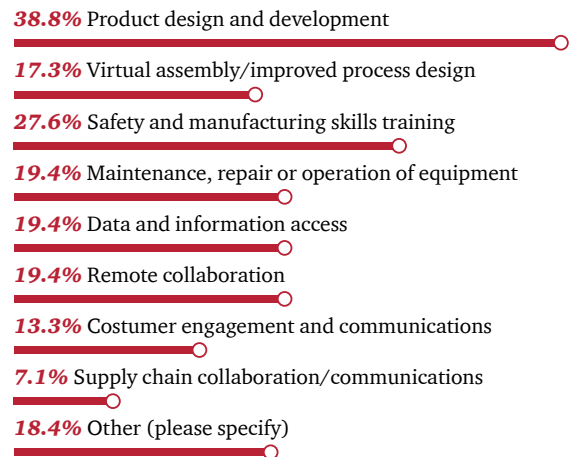 38.8% Product design and development
17.3% Virtual assembly/improved process design
27.6% Safety and manufacturing skills training
19.4% Maintenance, repair or operation of equipment
19.4% Data and information access
19.4% Remote collaboration
13.3% Costumer engagement and communications
7.1% Supply chain collaboration/communications
18.4% Other (please specify)